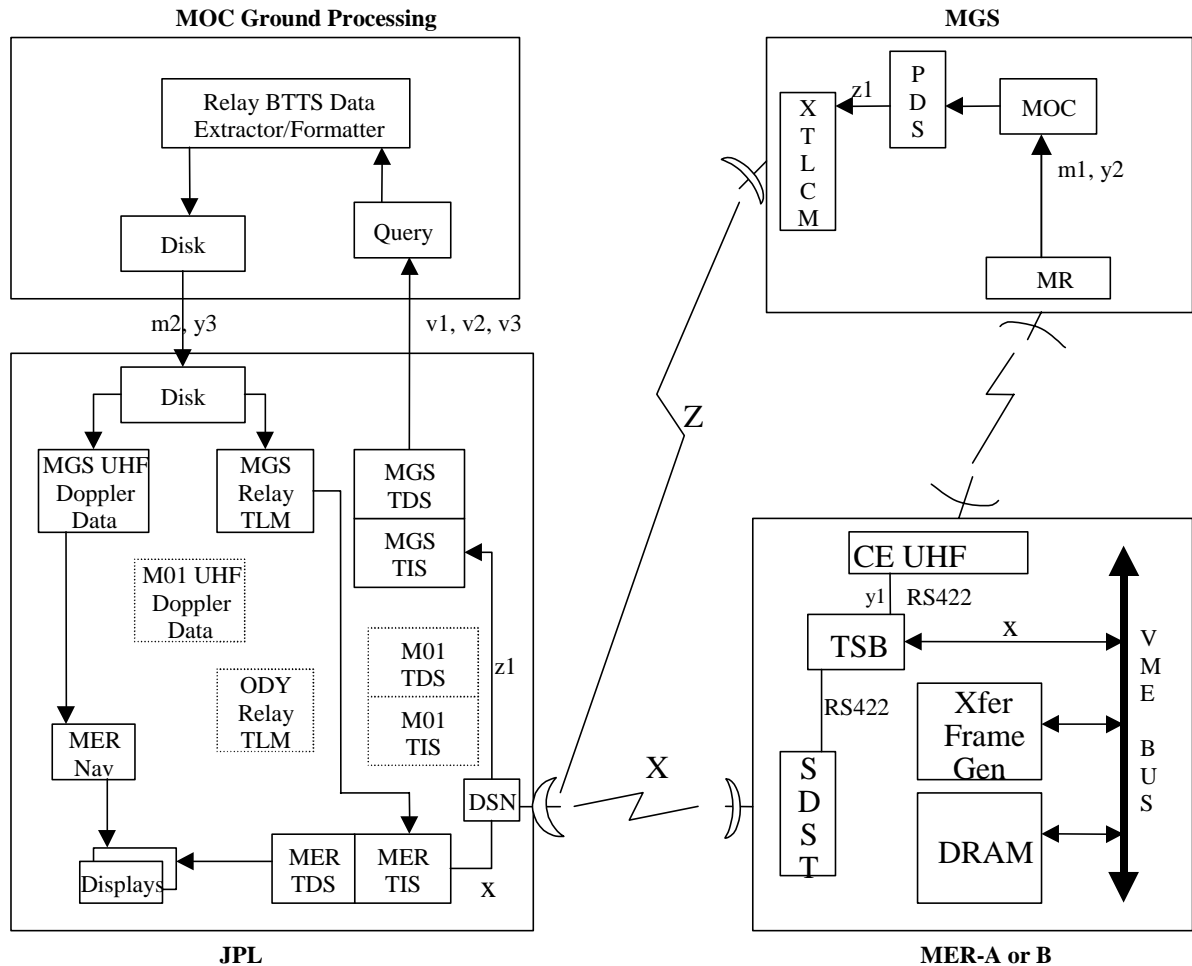 MOC Ground Processing
Relay BTTS Data
Extractor/Formatter
Disk
Query
m2, y3
v1, v2, v3
Disk
MGS UHF
Doppler
Data
MGS
Relay
TLM
MGS
TDS
MGS
TIS
M01 UHF
Doppler
Data
M01
TDS
M01
TIS
z1
ODY
Relay
TLM
MER
Nav
DSN
Displays
MER
TDS
MER
TIS
x
JPL
MGS
X
T
L
C
M
z1
P
D
S
MOC
m1, y2
MR
Z
X
CE UHF
y1
RS422
TSB
x
RS422
Xfer
Frame
Gen
S
D
S
T
DRAM
V
M
E
B
U
S
MER-A or B